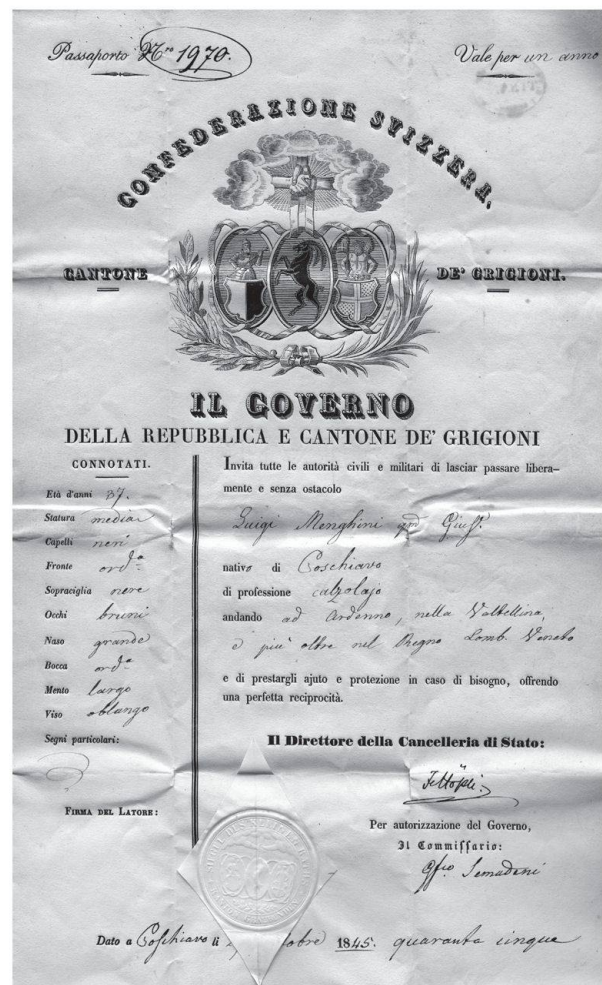 Passaporto Nro 1970.
Vale per un anno
CONFEDERAZIONE SVIZZERA.
CANTONE DE' GRIGIONI.
IL GOVERNO
DELLA REPUBBLICA E CANTONE DE' GRIGIONI
CONNOTATI.
Età d'anni 37.
Statura media
Capelli neri
Fronte ord.a
Sopraciglia nere
Occhi bruni
Naso grande
Bocca ord.a
Mento largo
Viso oblungo
Segni particolari:
FIRMA DEL LATORE:
Invita tutte le autorità civili e militari di lasciar passare libera-
mente e senza ostacolo
Luigi Menghini qm Gius.
nativo di Poschiavo
di professione calzolajo
andando ad Ardenno, nella Valtellina,
e più oltre nel Regno Lomb. Veneto
e di prestargli ajuto e protezione in caso di bisogno, offrendo
una perfetta reciprocità.
Il Direttore della Cancelleria di Stato:
Per autorizzazione del Governo,
Il Commissario:
Semadeni
Dato a Poschiavo li obre 1845. quaranta cinque